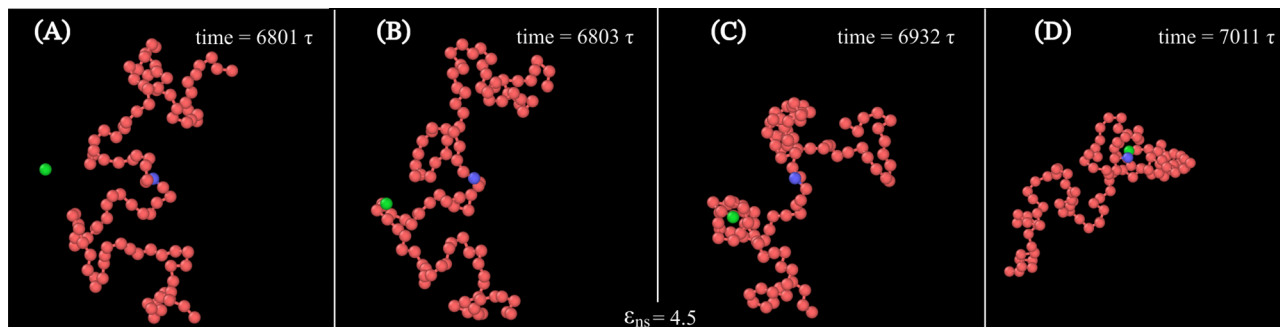 (A) time = 6801 τ
(B) time = 6803 τ
(C) time = 6932 τ
(D) time = 7011 τ
εns = 4.5